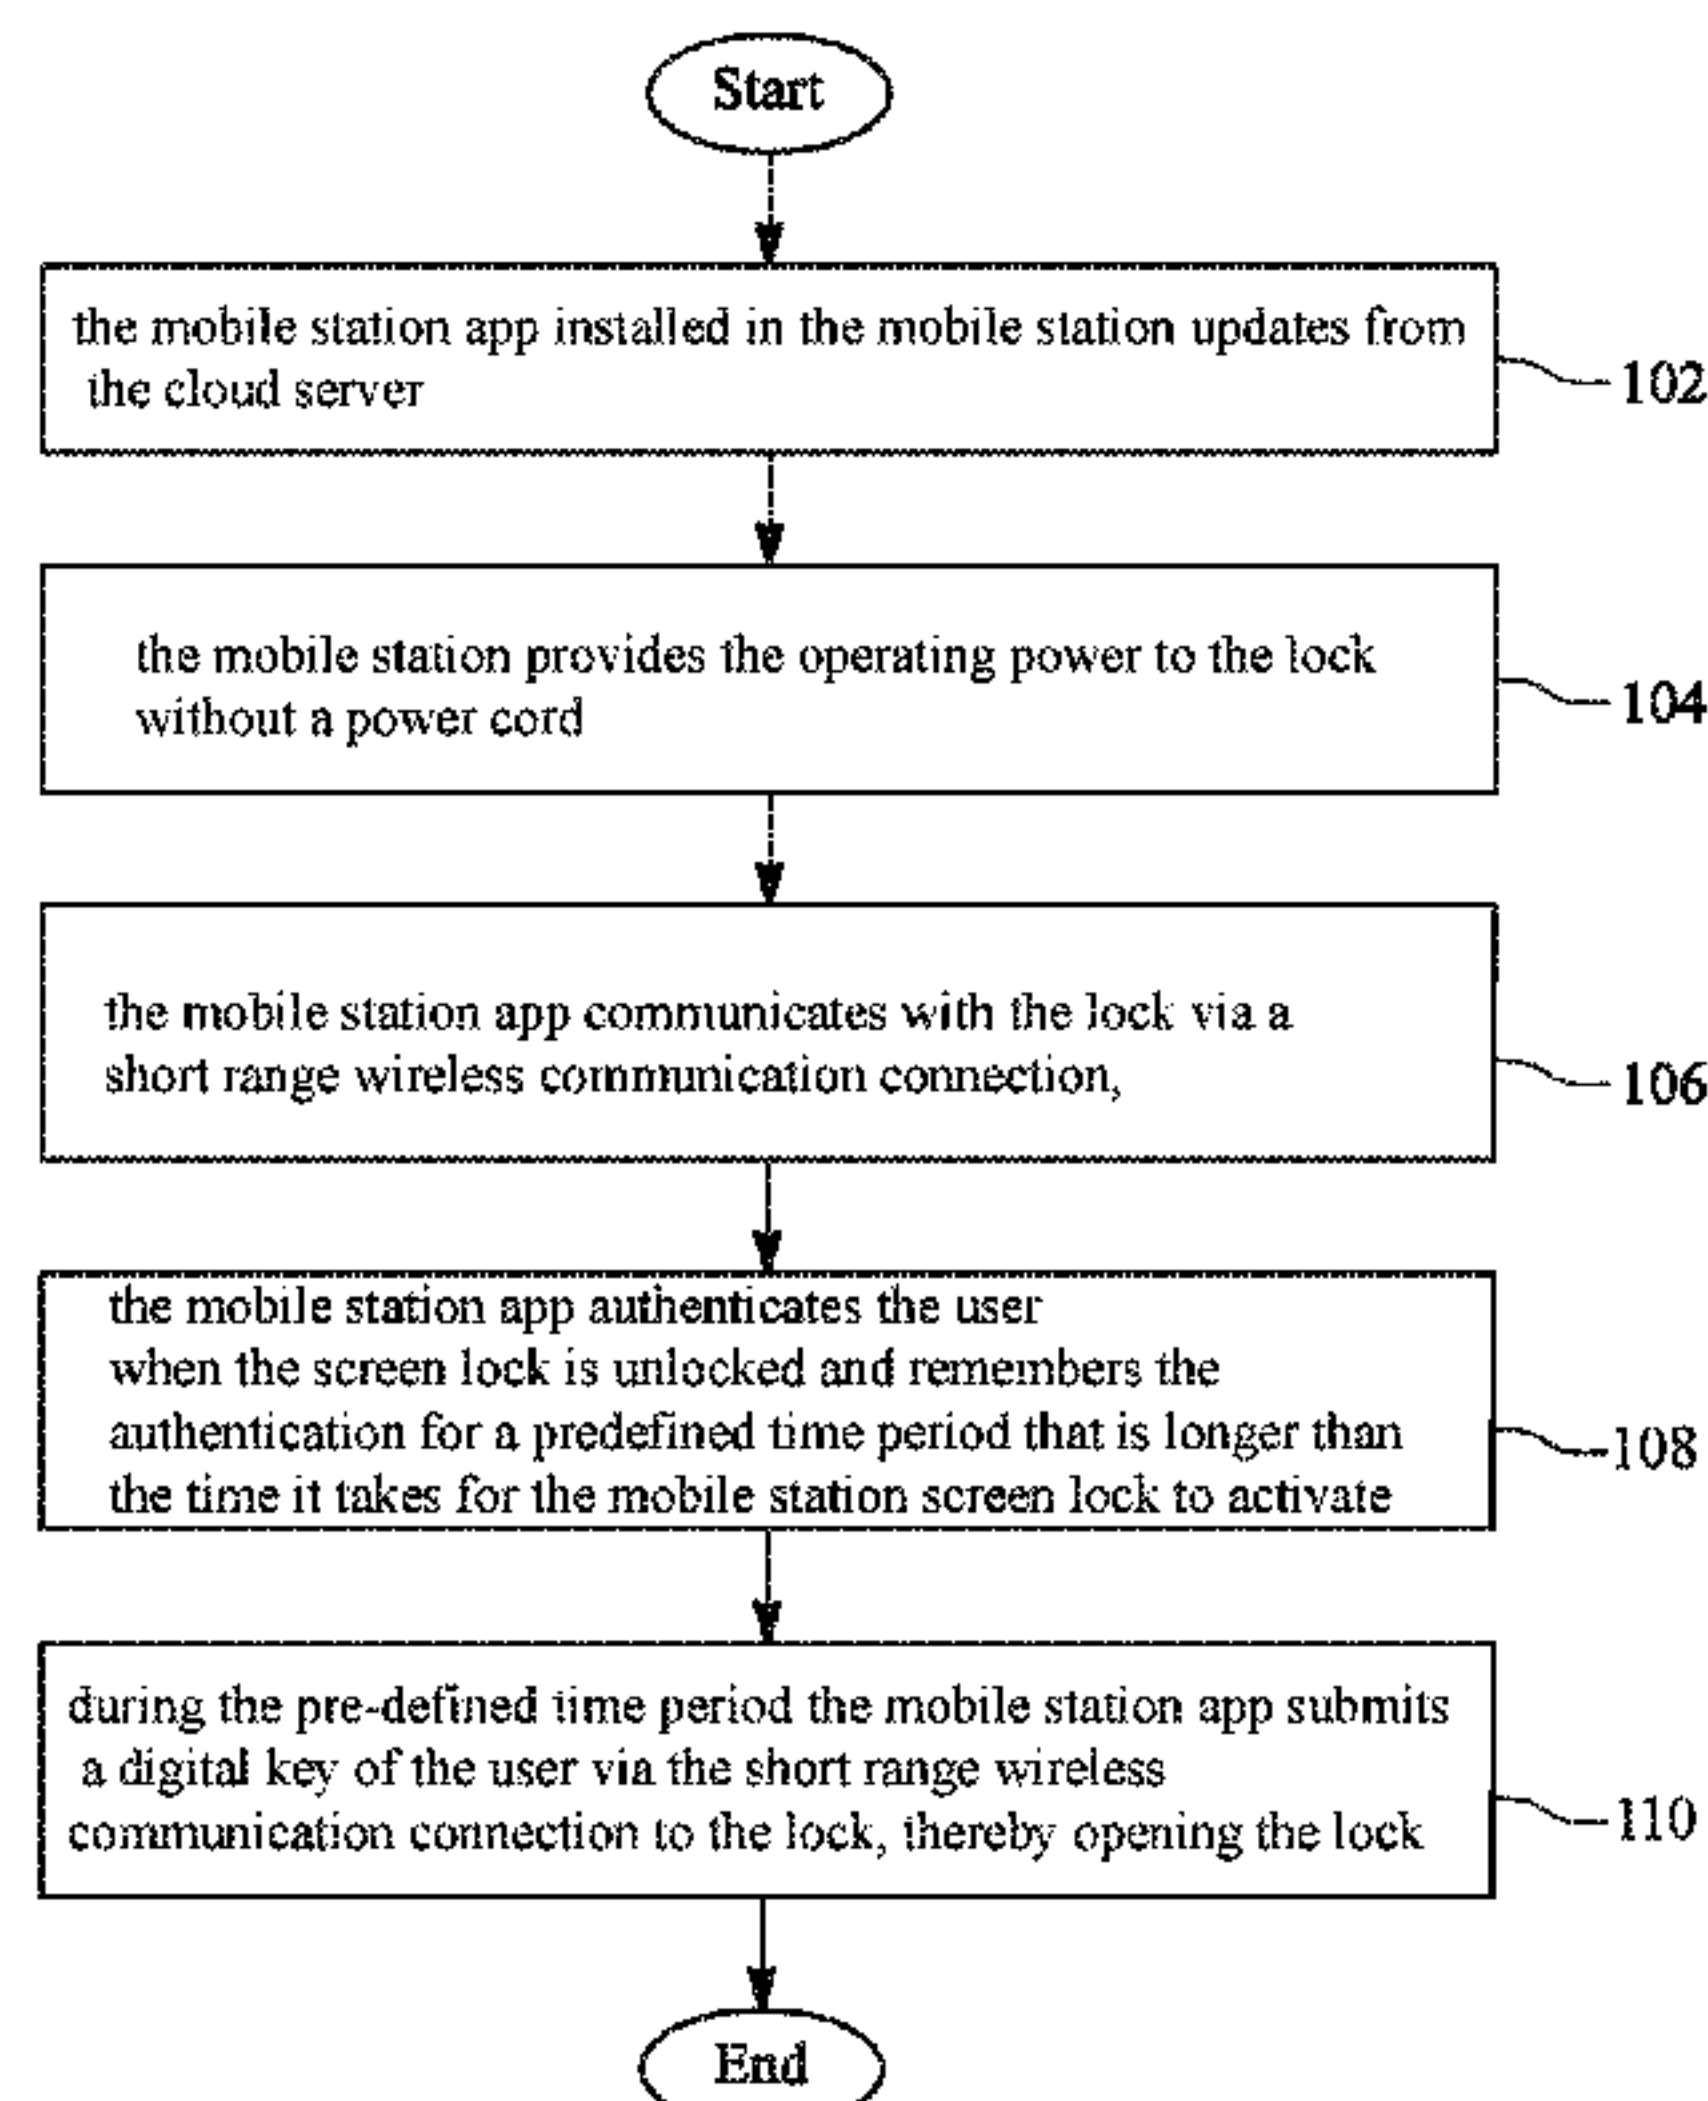 Start
the mobile station app installed in the mobile station updates from
the cloud server
102
the mobile station provides the operating power to the lock
without a power cord
104
the mobile station app communicates with the lock via a
short range wireless communication connection,
106
the mobile station app authenticates the user
when the screen lock is unlocked and remembers the
authentication for a predefined time period that is longer than
the time it takes for the mobile station screen lock to activate
108
during the pre-defined time period the mobile station app submits
a digital key of the user via the short range wireless
communication connection to the lock, thereby opening the lock
110
End